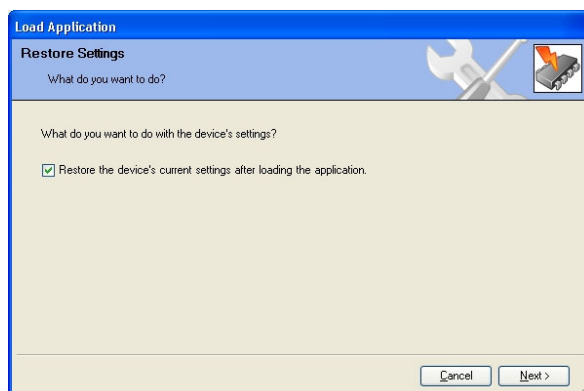 Load Application
Restore Settings
What do you want to do?
What do you want to do with the device's settings?
Restore the device's current settings after loading the application.
Cancel
Next >